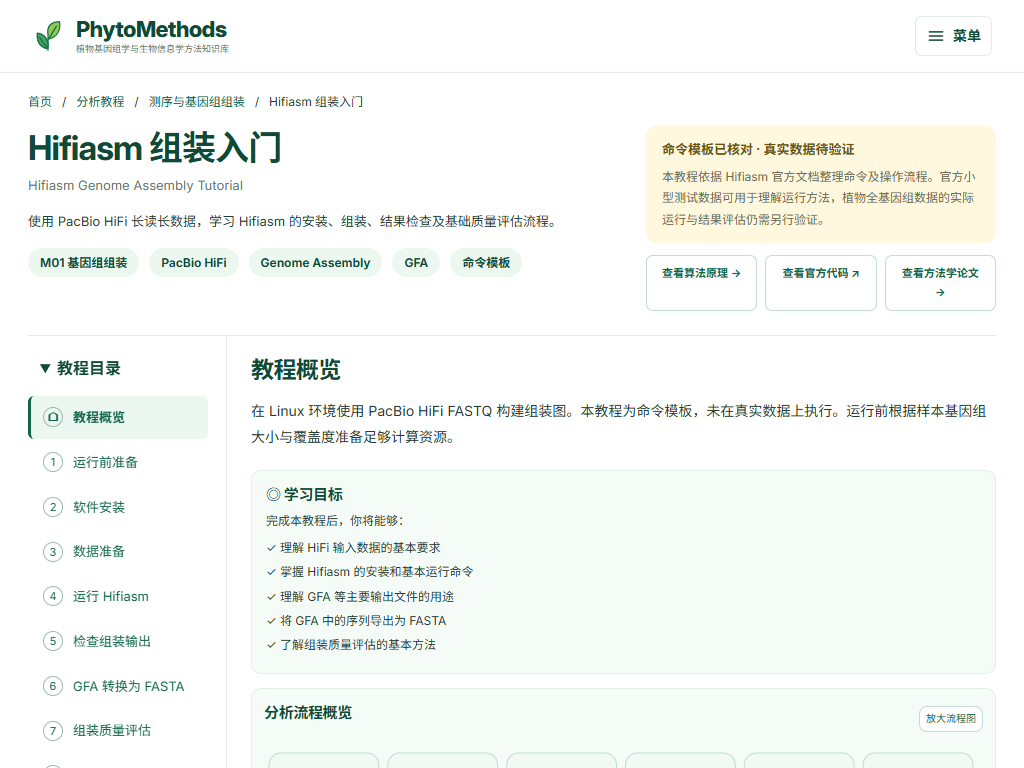 PhytoMethods
植物基因组学与生物信息学方法知识库
菜单
首页 / 分析教程 / 测序与基因组组装 / Hifiasm 组装入门
Hifiasm 组装入门
Hifiasm Genome Assembly Tutorial
使用 PacBio HiFi 长读长数据，学习 Hifiasm 的安装、组装、结果检查及基础质量评估流程。
M01 基因组组装
PacBio HiFi
Genome Assembly
GFA
命令模板
命令模板已核对 · 真实数据待验证
本教程依据 Hifiasm 官方文档整理命令及操作流程。官方小
型测试数据可用于理解运行方法，植物全基因组数据的实际
运行与结果评估仍需另行验证。
查看算法原理 →
查看官方代码 ↗
查看方法学论文
→
▼ 教程目录
教程概览
1 运行前准备
2 软件安装
3 数据准备
4 运行 Hifiasm
5 检查组装输出
6 GFA 转换为 FASTA
7 组装质量评估
教程概览
在 Linux 环境使用 PacBio HiFi FASTQ 构建组装图。本教程为命令模板，未在真实数据上执行。运行前根据样本基因组
大小与覆盖度准备足够计算资源。
◎ 学习目标
完成本教程后，你将能够：
✓ 理解 HiFi 输入数据的基本要求
✓ 掌握 Hifiasm 的安装和基本运行命令
✓ 理解 GFA 等主要输出文件的用途
✓ 将 GFA 中的序列导出为 FASTA
✓ 了解组装质量评估的基本方法
分析流程概览
放大流程图